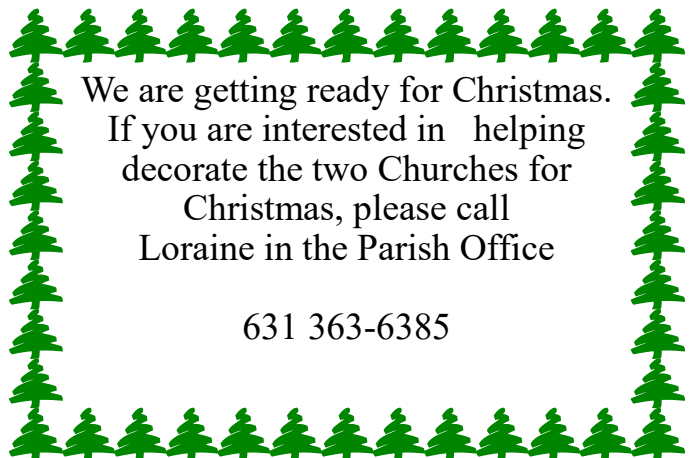 We are getting ready for Christmas.
If you are interested in   helping
decorate the two Churches for
Christmas, please call
Loraine in the Parish Office
631 363-6385